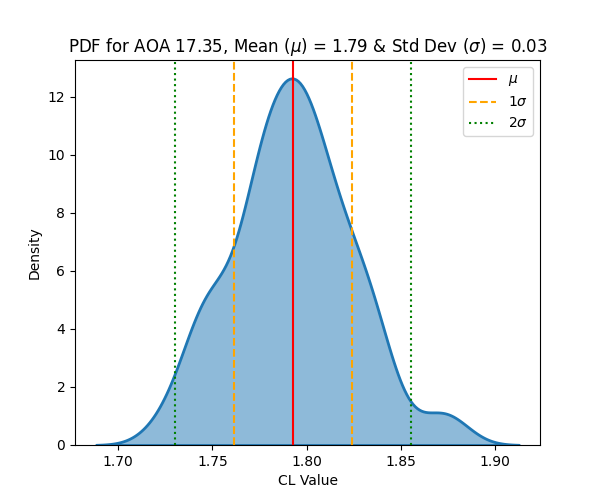 PDF for AOA 17.35, Mean (μ) = 1.79 & Std Dev (σ) = 0.03
μ
1σ
2σ
12
10
8
6
4
2
0
Density
1.70 1.75 1.80 1.85 1.90
CL Value